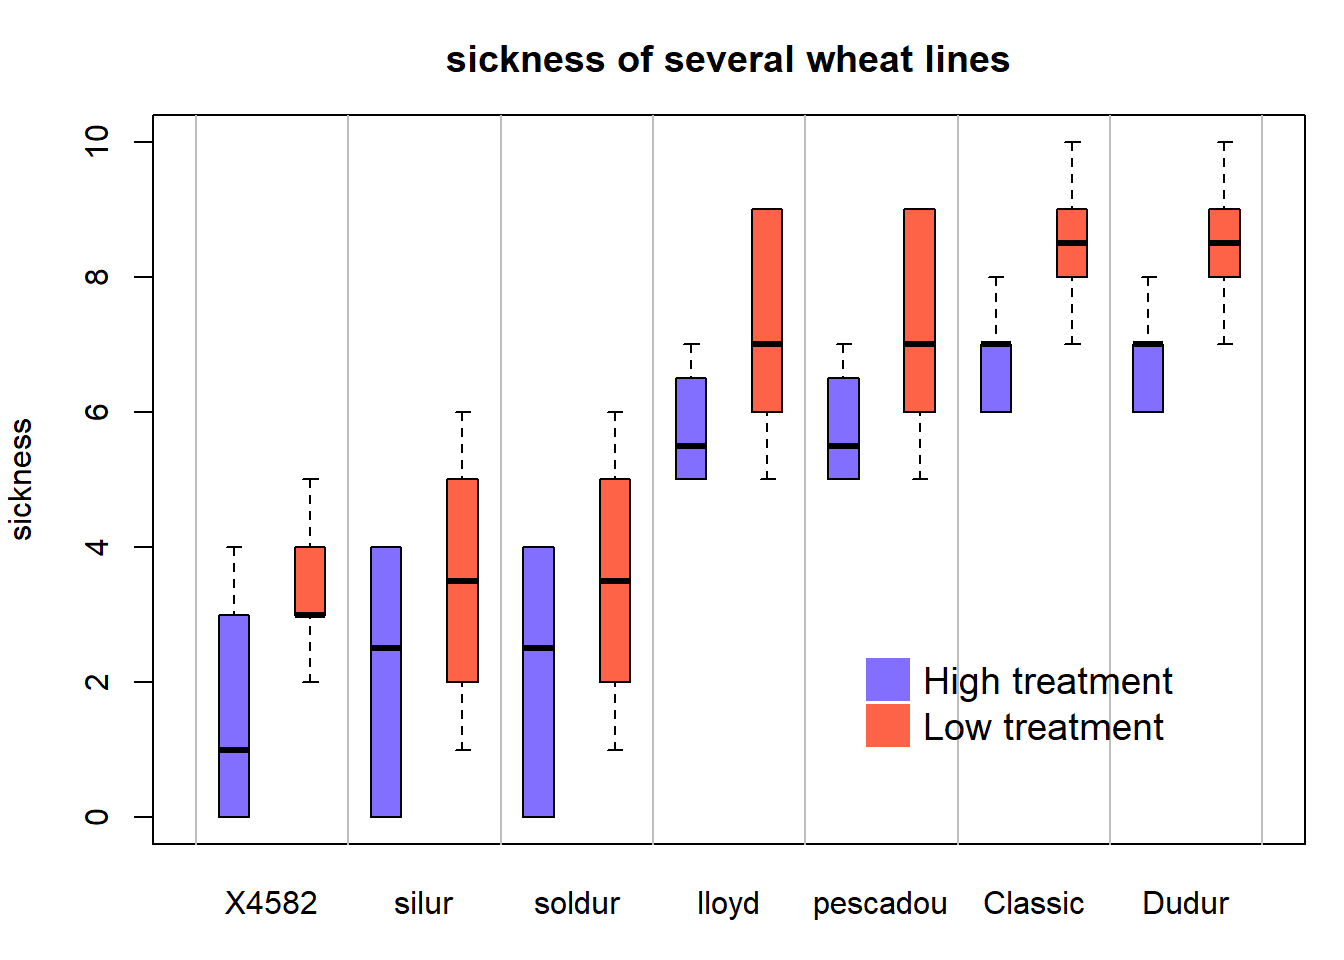 sickness of several wheat lines
sickness
10
8
6
4
2
0
High treatment
Low treatment
X4582 silur soldur lloyd pescadou Classic Dudur